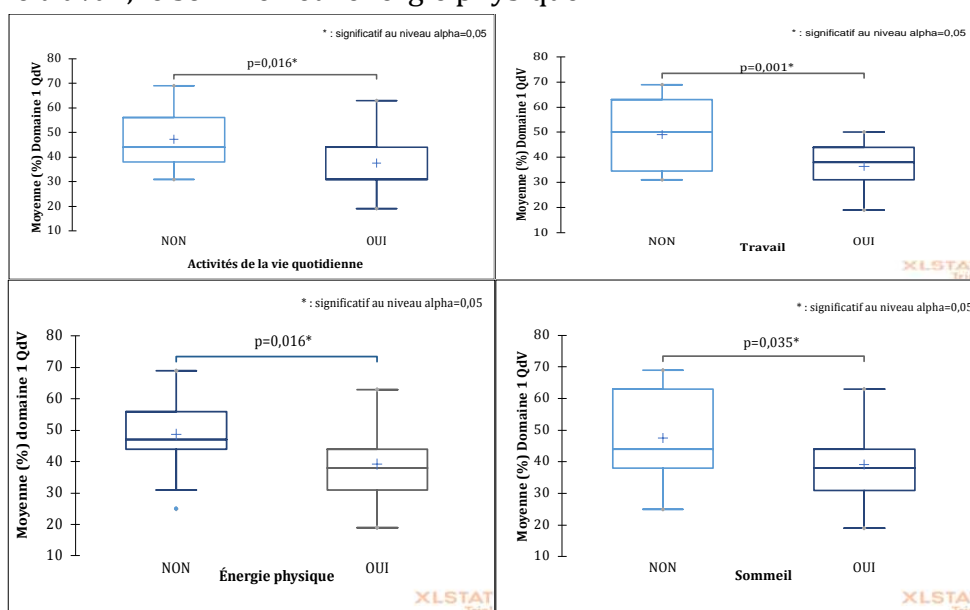 * : significatif au niveau alpha=0,05
p=0,016*
Moyenne (%) Domaine 1 QdV
80
70
60
50
40
30
20
10
NON
OUI
Activités de la vie quotidienne
* : significatif au niveau alpha=0,05
p=0,001*
Moyenne (%) Domaine 1 QdV
80
70
60
50
40
30
20
10
NON
OUI
Travail
XLSTA
* : significatif au niveau alpha=0,05
p=0,016*
Moyenne (%) domaine 1 QdV
80
70
60
50
40
30
20
10
NON
OUI
Énergie physique
XLSTAT
* : significatif au niveau alpha=0,05
p=0,035*
Moyenne (%) Domaine 1 QdV
80
70
60
50
40
30
20
10
NON
OUI
Sommeil
XLSTA